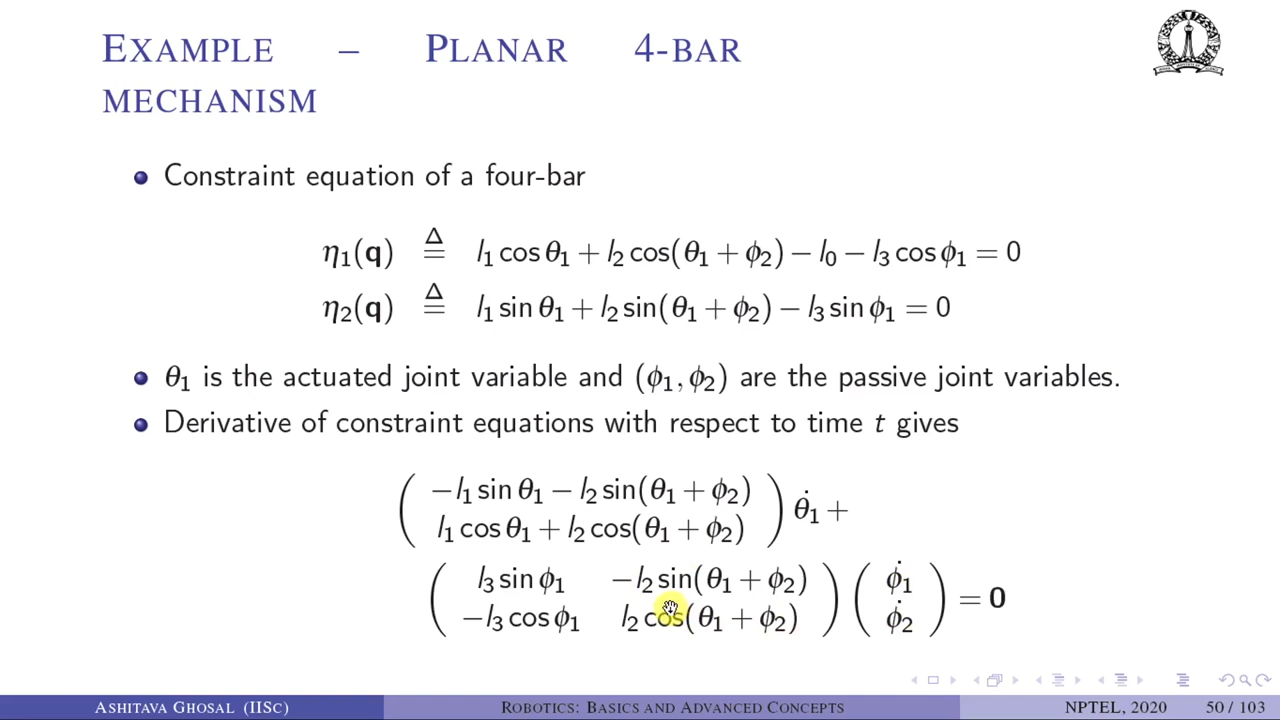 EXAMPLE – PLANAR 4-BAR
MECHANISM
Constraint equation of a four-bar
η₁(q) ≜ l₁ cos θ₁ + l₂ cos(θ₁ + ϕ₂) − l₀ − l₃ cos ϕ₁ = 0
η₂(q) ≜ l₁ sin θ₁ + l₂ sin(θ₁ + ϕ₂) − l₃ sin ϕ₁ = 0
θ₁ is the actuated joint variable and (ϕ₁, ϕ₂) are the passive joint variables.
Derivative of constraint equations with respect to time t gives
( −l₁ sin θ₁ − l₂ sin(θ₁ + ϕ₂)
l₁ cos θ₁ + l₂ cos(θ₁ + ϕ₂) ) θ̇₁ +
( l₃ sin ϕ₁ −l₂ sin(θ₁ + ϕ₂)
−l₃ cos ϕ₁ l₂ cos(θ₁ + ϕ₂) ) ( ϕ̇₁
ϕ̇₂ ) = 0
ASHITAVA GHOSAL (IISC) ROBOTICS: BASICS AND ADVANCED CONCEPTS NPTEL, 2020 50 / 103